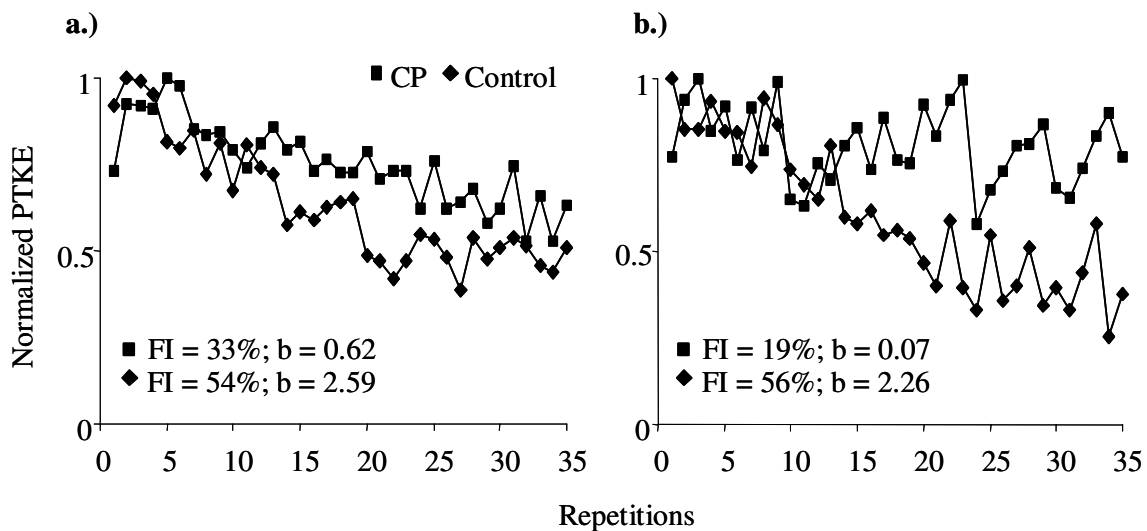 a.)
b.)
CP Control
Normalized PTKE
1
0.5
0
FI = 33%; b = 0.62
FI = 54%; b = 2.59
0 5 10 15 20 25 30 35
1
0.5
0
FI = 19%; b = 0.07
FI = 56%; b = 2.26
0 5 10 15 20 25 30 35
Repetitions